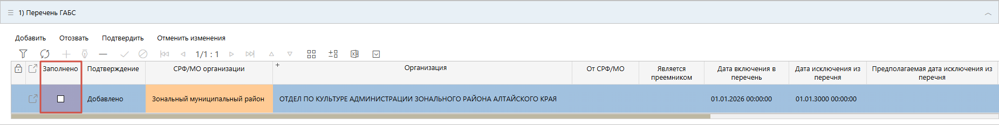 1) Перечень ГАБС
Добавить Отозвать Подтвердить Отменить изменения
1/1 : 1
Заполнено Подтверждение СРФ/МО организации + Организация От СРФ/МО Является преемником Дата включения в перечень Дата исключения из перечня Предполагаемая дата исключения из перечня
Добавлено Зональный муниципальный район ОТДЕЛ ПО КУЛЬТУРЕ АДМИНИСТРАЦИИ ЗОНАЛЬНОГО РАЙОНА АЛТАЙСКОГО КРАЯ 01.01.2026 00:00:00 01.01.3000 00:00:00